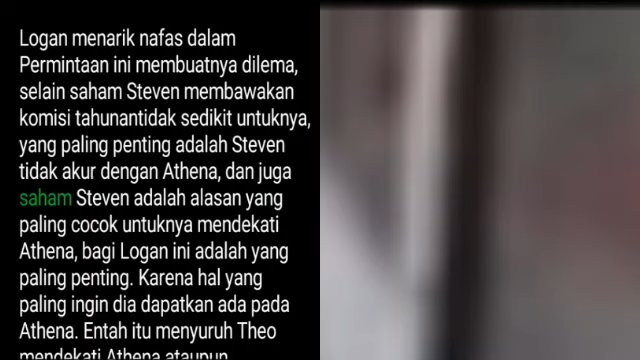 Logan menarik nafas dalam
Permintaan ini membuatnya dilema,
selain saham Steven membawakan
komisi tahunantidak sedikit untuknya,
yang paling penting adalah Steven
tidak akur dengan Athena, dan juga
saham Steven adalah alasan yang
paling cocok untuknya mendekati
Athena, bagi Logan ini adalah yang
paling penting. Karena hal yang
paling ingin dia dapatkan ada pada
Athena. Entah itu menyuruh Theo
mendekati Athena ataupun